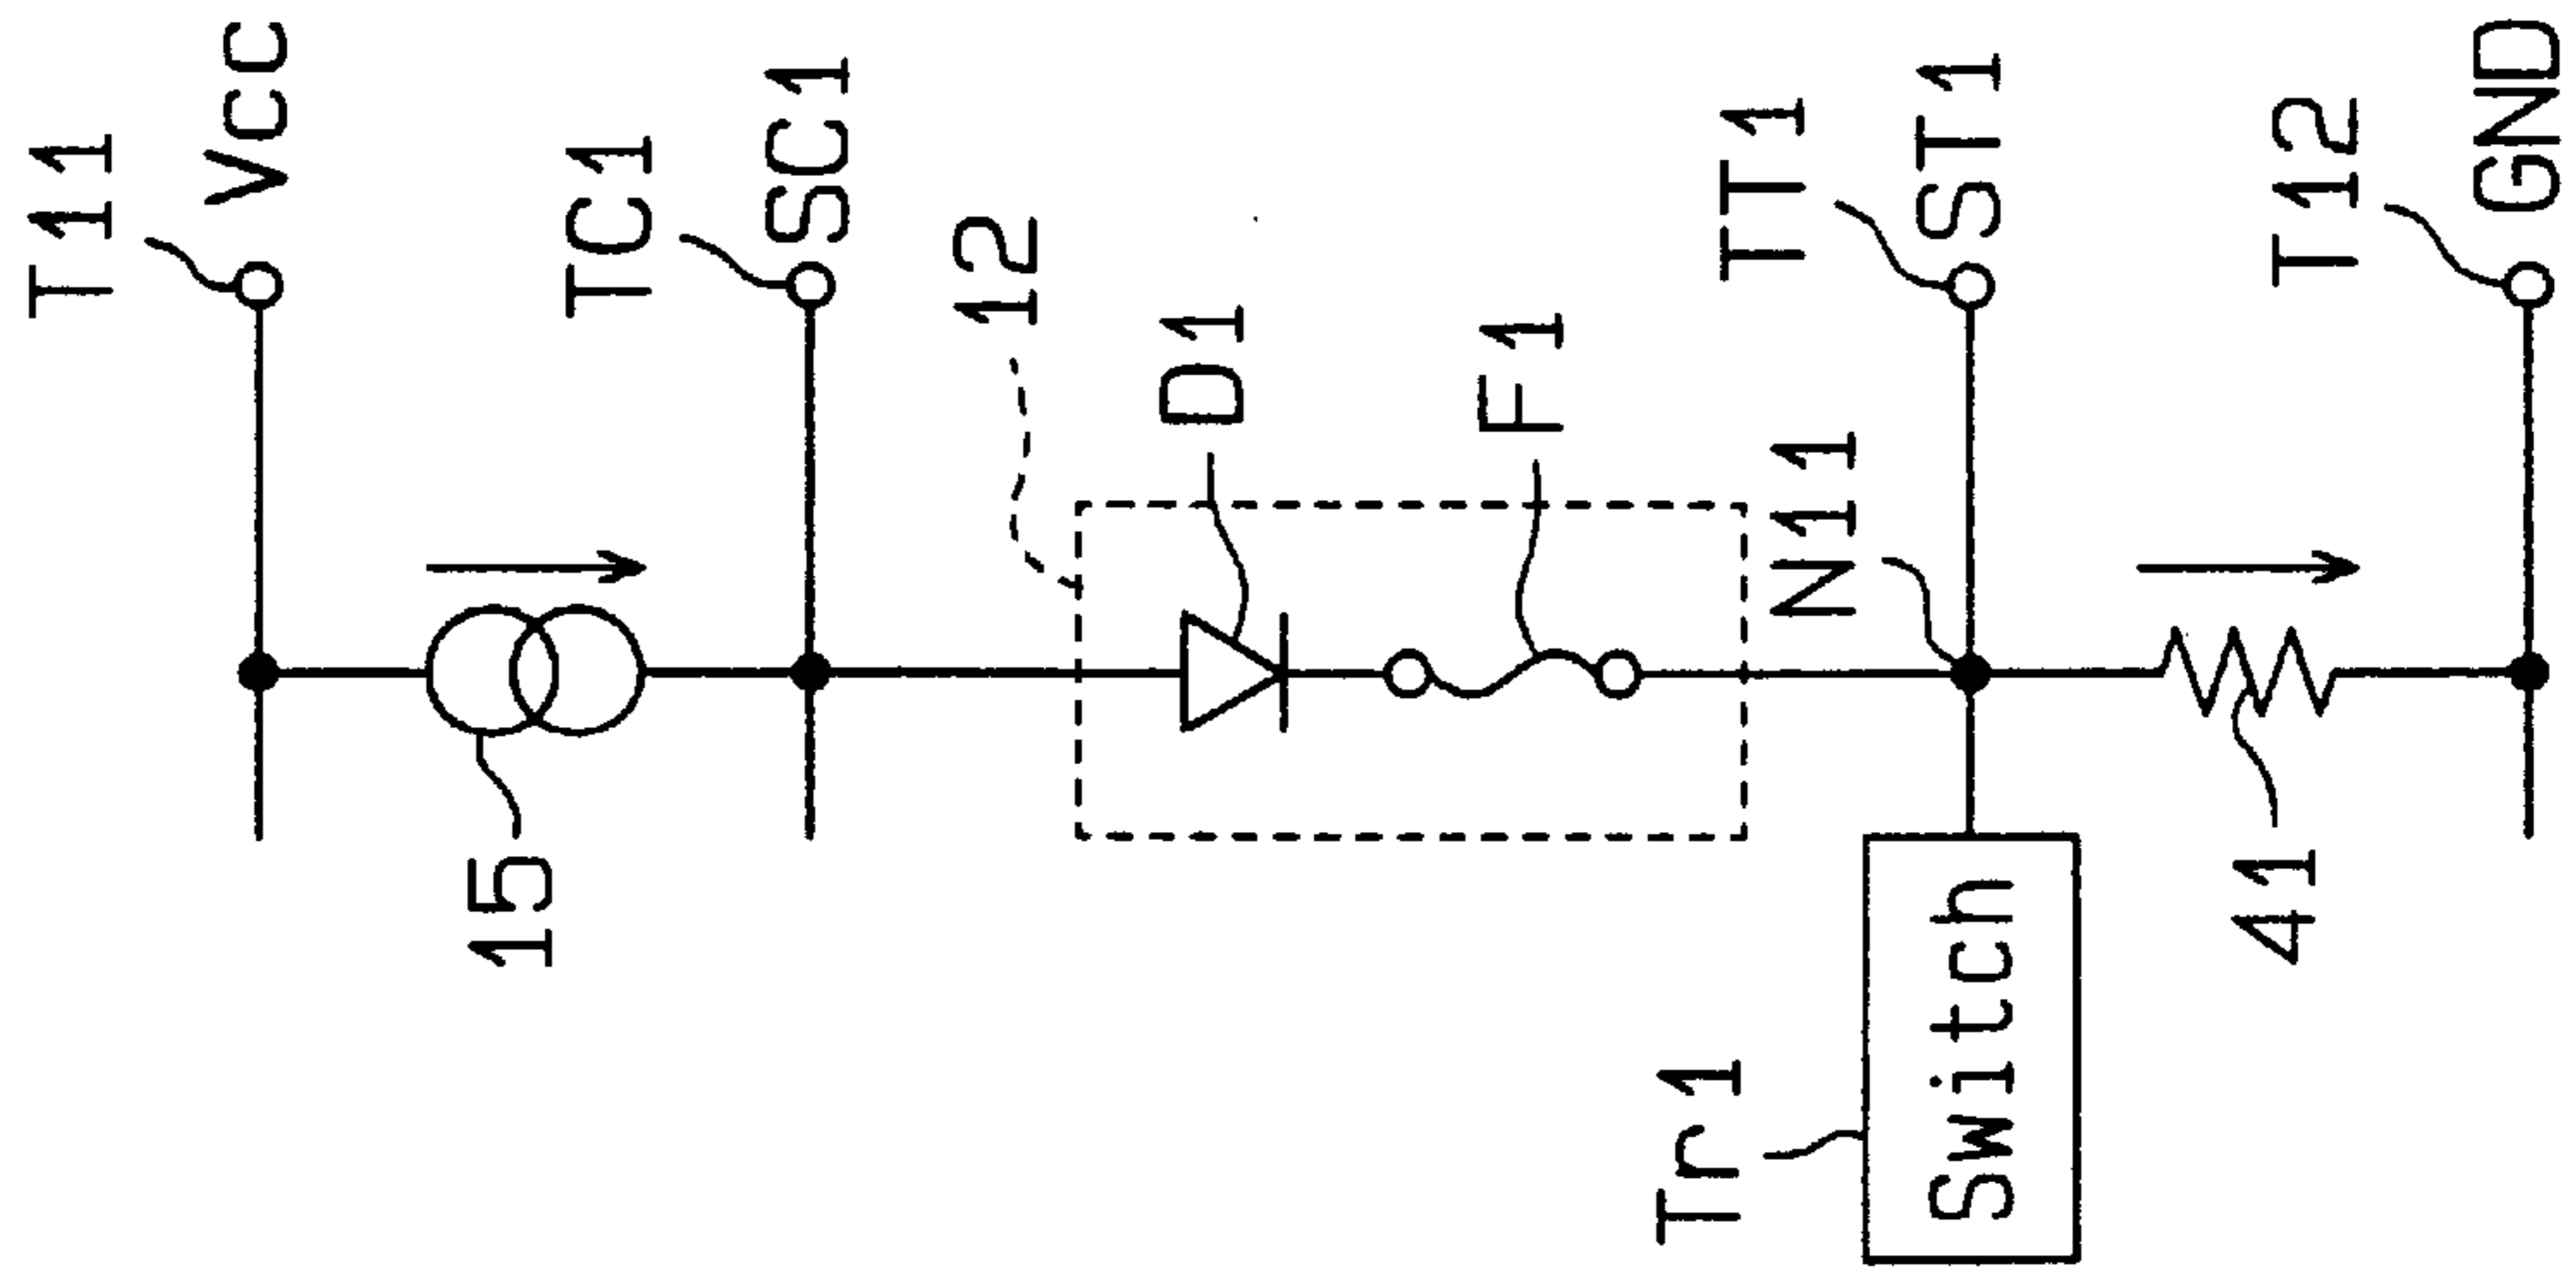 T11
Vcc
15
TC1
SC1
12
D1
F1
Tr1
TT1
N11
Switch
ST1
41
T12
GND